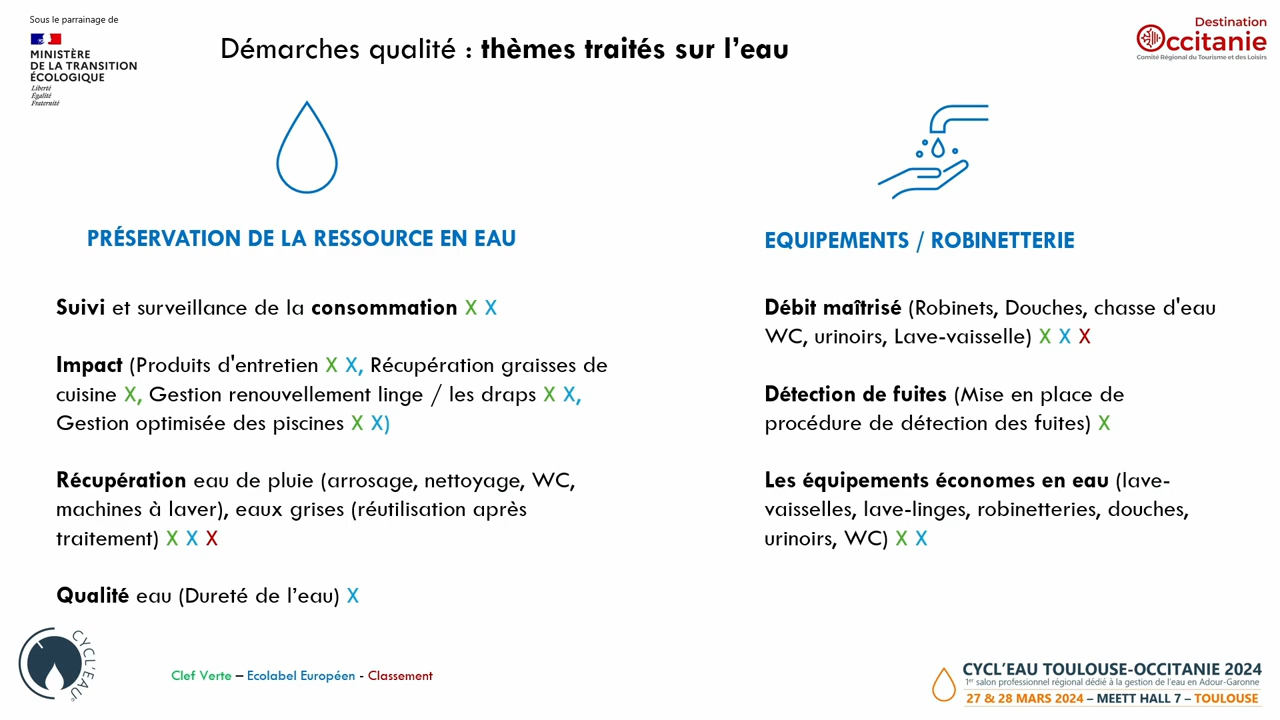 Sous le parrainage de
MINISTÈRE
DE LA TRANSITION
ÉCOLOGIQUE
Liberté
Égalité
Fraternité
Démarches qualité : thèmes traités sur l’eau
Destination
Occitanie
Comité Régional du Tourisme et des Loisirs
PRÉSERVATION DE LA RESSOURCE EN EAU
Suivi et surveillance de la consommation X X
Impact (Produits d'entretien X X, Récupération graisses de
cuisine X, Gestion renouvellement linge / les draps X X,
Gestion optimisée des piscines X X)
Récupération eau de pluie (arrosage, nettoyage, WC,
machines à laver), eaux grises (réutilisation après
traitement) X X X
Qualité eau (Dureté de l’eau) X
EQUIPEMENTS / ROBINETTERIE
Débit maîtrisé (Robinets, Douches, chasse d'eau
WC, urinoirs, Lave-vaisselle) X X X
Détection de fuites (Mise en place de
procédure de détection des fuites) X
Les équipements économes en eau (lave-
vaisselles, lave-linges, robinetteries, douches,
urinoirs, WC) X X
CYCL'EAU
Clef Verte – Ecolabel Européen - Classement
CYCL’EAU TOULOUSE-OCCITANIE 2024
1er salon professionnel régional dédié à la gestion de l’eau en Adour-Garonne
27 & 28 MARS 2024 – MEETT HALL 7 – TOULOUSE